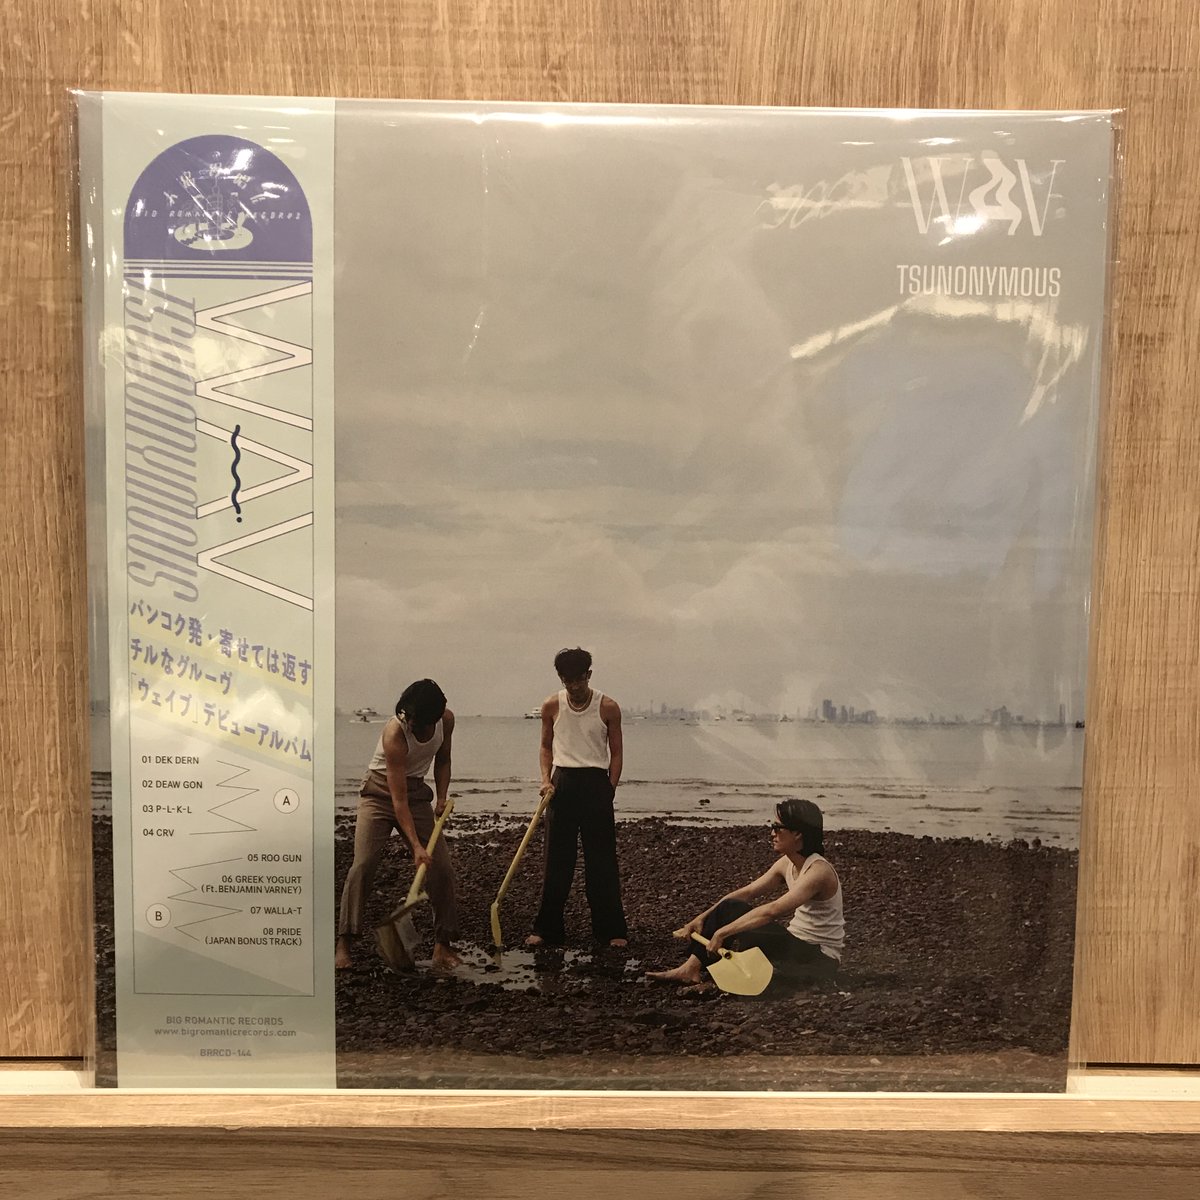 BIG ROMANTIC RECORDS
TSUNONYMOUS
WAV
バンコク発・寄せては返す
チルなグルーヴ
「ウェイブ」デビューアルバム
01 DEK DERN
02 DEAW GON
03 P-L-K-L
04 CRV
A
05 ROO GUN
06 GREEK YOGURT
(Ft. BENJAMIN VARNEY)
07 WALLA-T
08 PRIDE
(JAPAN BONUS TRACK)
B
BIG ROMANTIC RECORDS
www.bigromanticrecords.com
BRRCD-144
WAV
TSUNONYMOUS